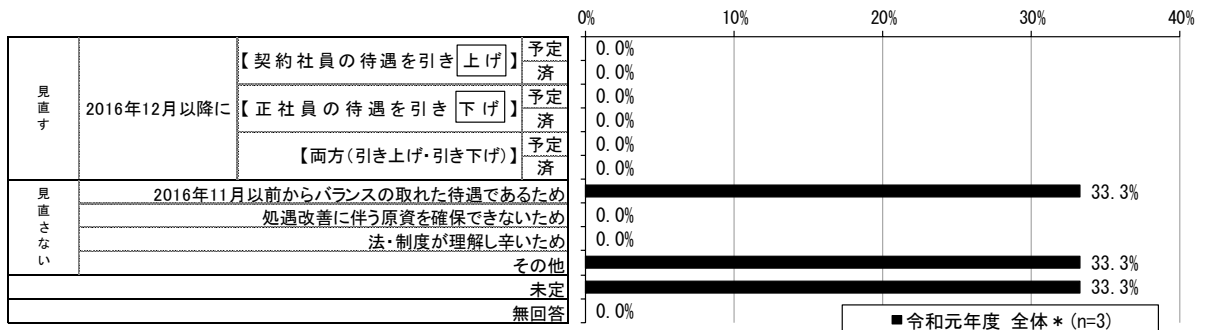 0% 10% 20% 30% 40%
見直す
2016年12月以降に
【契約社員の待遇を引き上げ】
予定 0.0%
済 0.0%
【正社員の待遇を引き下げ】
予定 0.0%
済 0.0%
【両方(引き上げ・引き下げ)】
予定 0.0%
済 0.0%
見直さない
2016年11月以前からバランスの取れた待遇であるため 33.3%
処遇改善に伴う原資を確保できないため 0.0%
法・制度が理解し辛いため 0.0%
その他 33.3%
未定 33.3%
無回答 0.0%
■令和元年度 全体*(n=3)